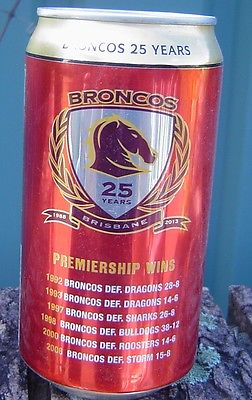 BRONCOS 25 YEARS
BRONCOS
25
YEARS
1988 BRISBANE 2013
PREMIERSHIP WINS
1992 BRONCOS DEF. DRAGONS 28-8
1993 BRONCOS DEF. DRAGONS 14-6
1997 BRONCOS DEF. SHARKS 26-8
1998 BRONCOS DEF. BULLDOGS 38-12
2000 BRONCOS DEF. ROOSTERS 14-6
2006 BRONCOS DEF. STORM 15-8